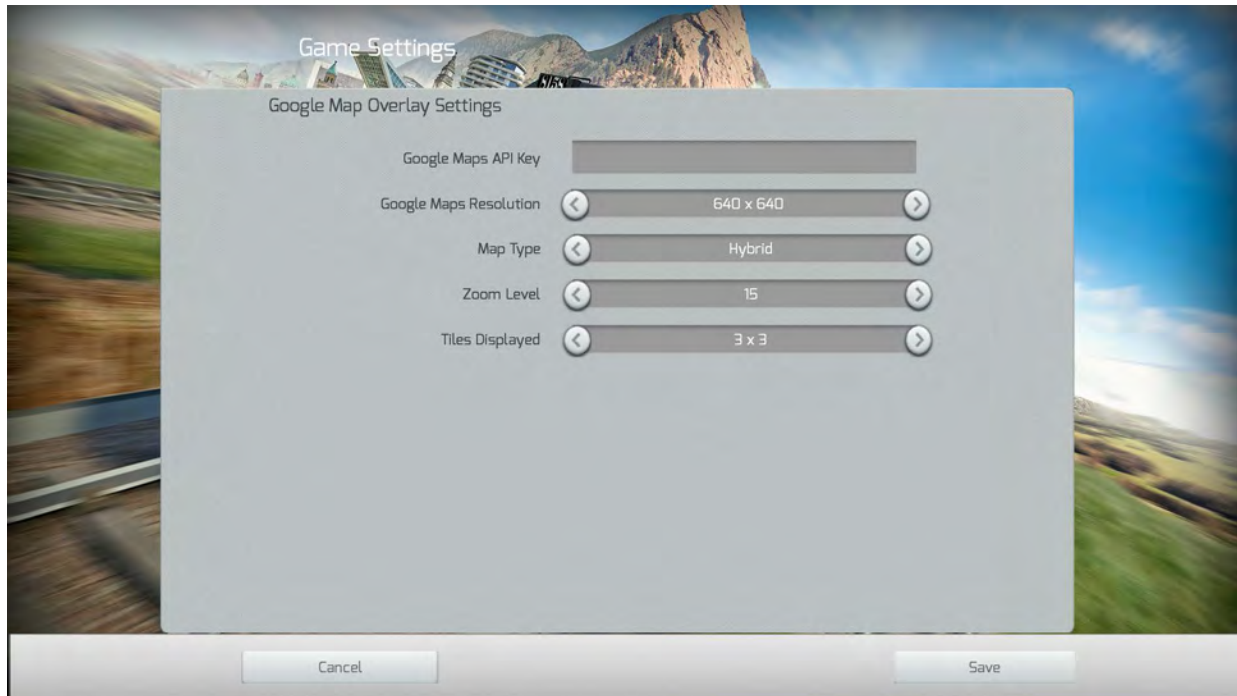 Game Settings
Google Map Overlay Settings
Google Maps API Key
Google Maps Resolution 640 x 640
Map Type Hybrid
Zoom Level 15
Tiles Displayed 3 x 3
Cancel Save